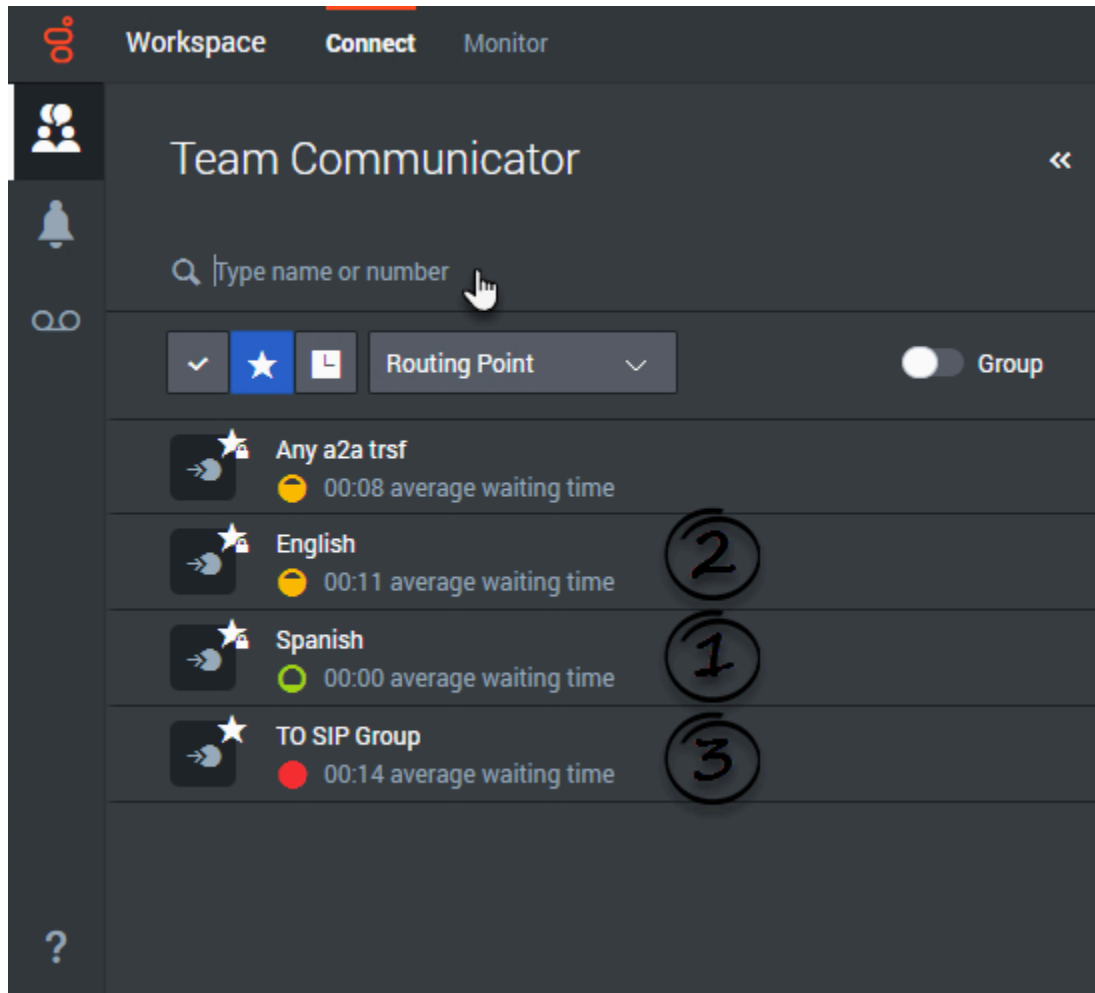 Workspace Connect Monitor
Team Communicator
Type name or number
Routing Point Group
Any a2a trsf
00:08 average waiting time
English
00:11 average waiting time
2
Spanish
00:00 average waiting time
1
TO SIP Group
00:14 average waiting time
3
?